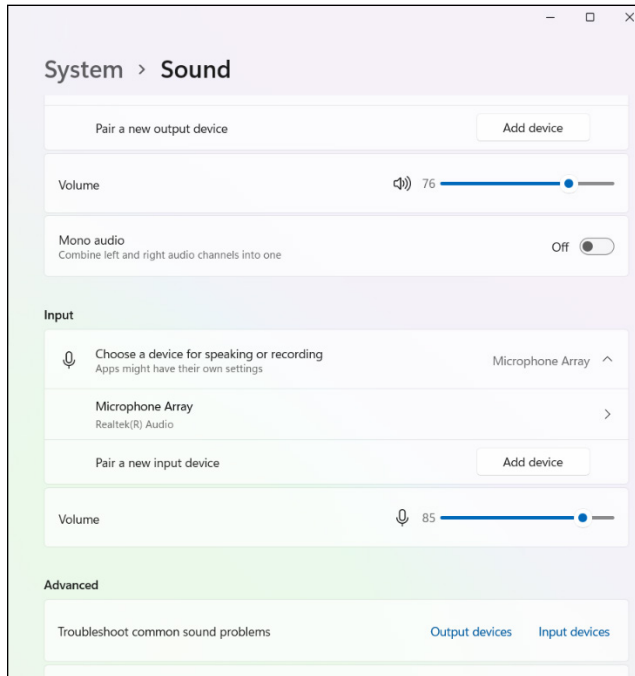 System > Sound
Pair a new output device Add device
Volume 76
Mono audio Off
Combine left and right audio channels into one
Input
Choose a device for speaking or recording Microphone Array
Apps might have their own settings
Microphone Array
Realtek(R) Audio
Pair a new input device Add device
Volume 85
Advanced
Troubleshoot common sound problems Output devices Input devices